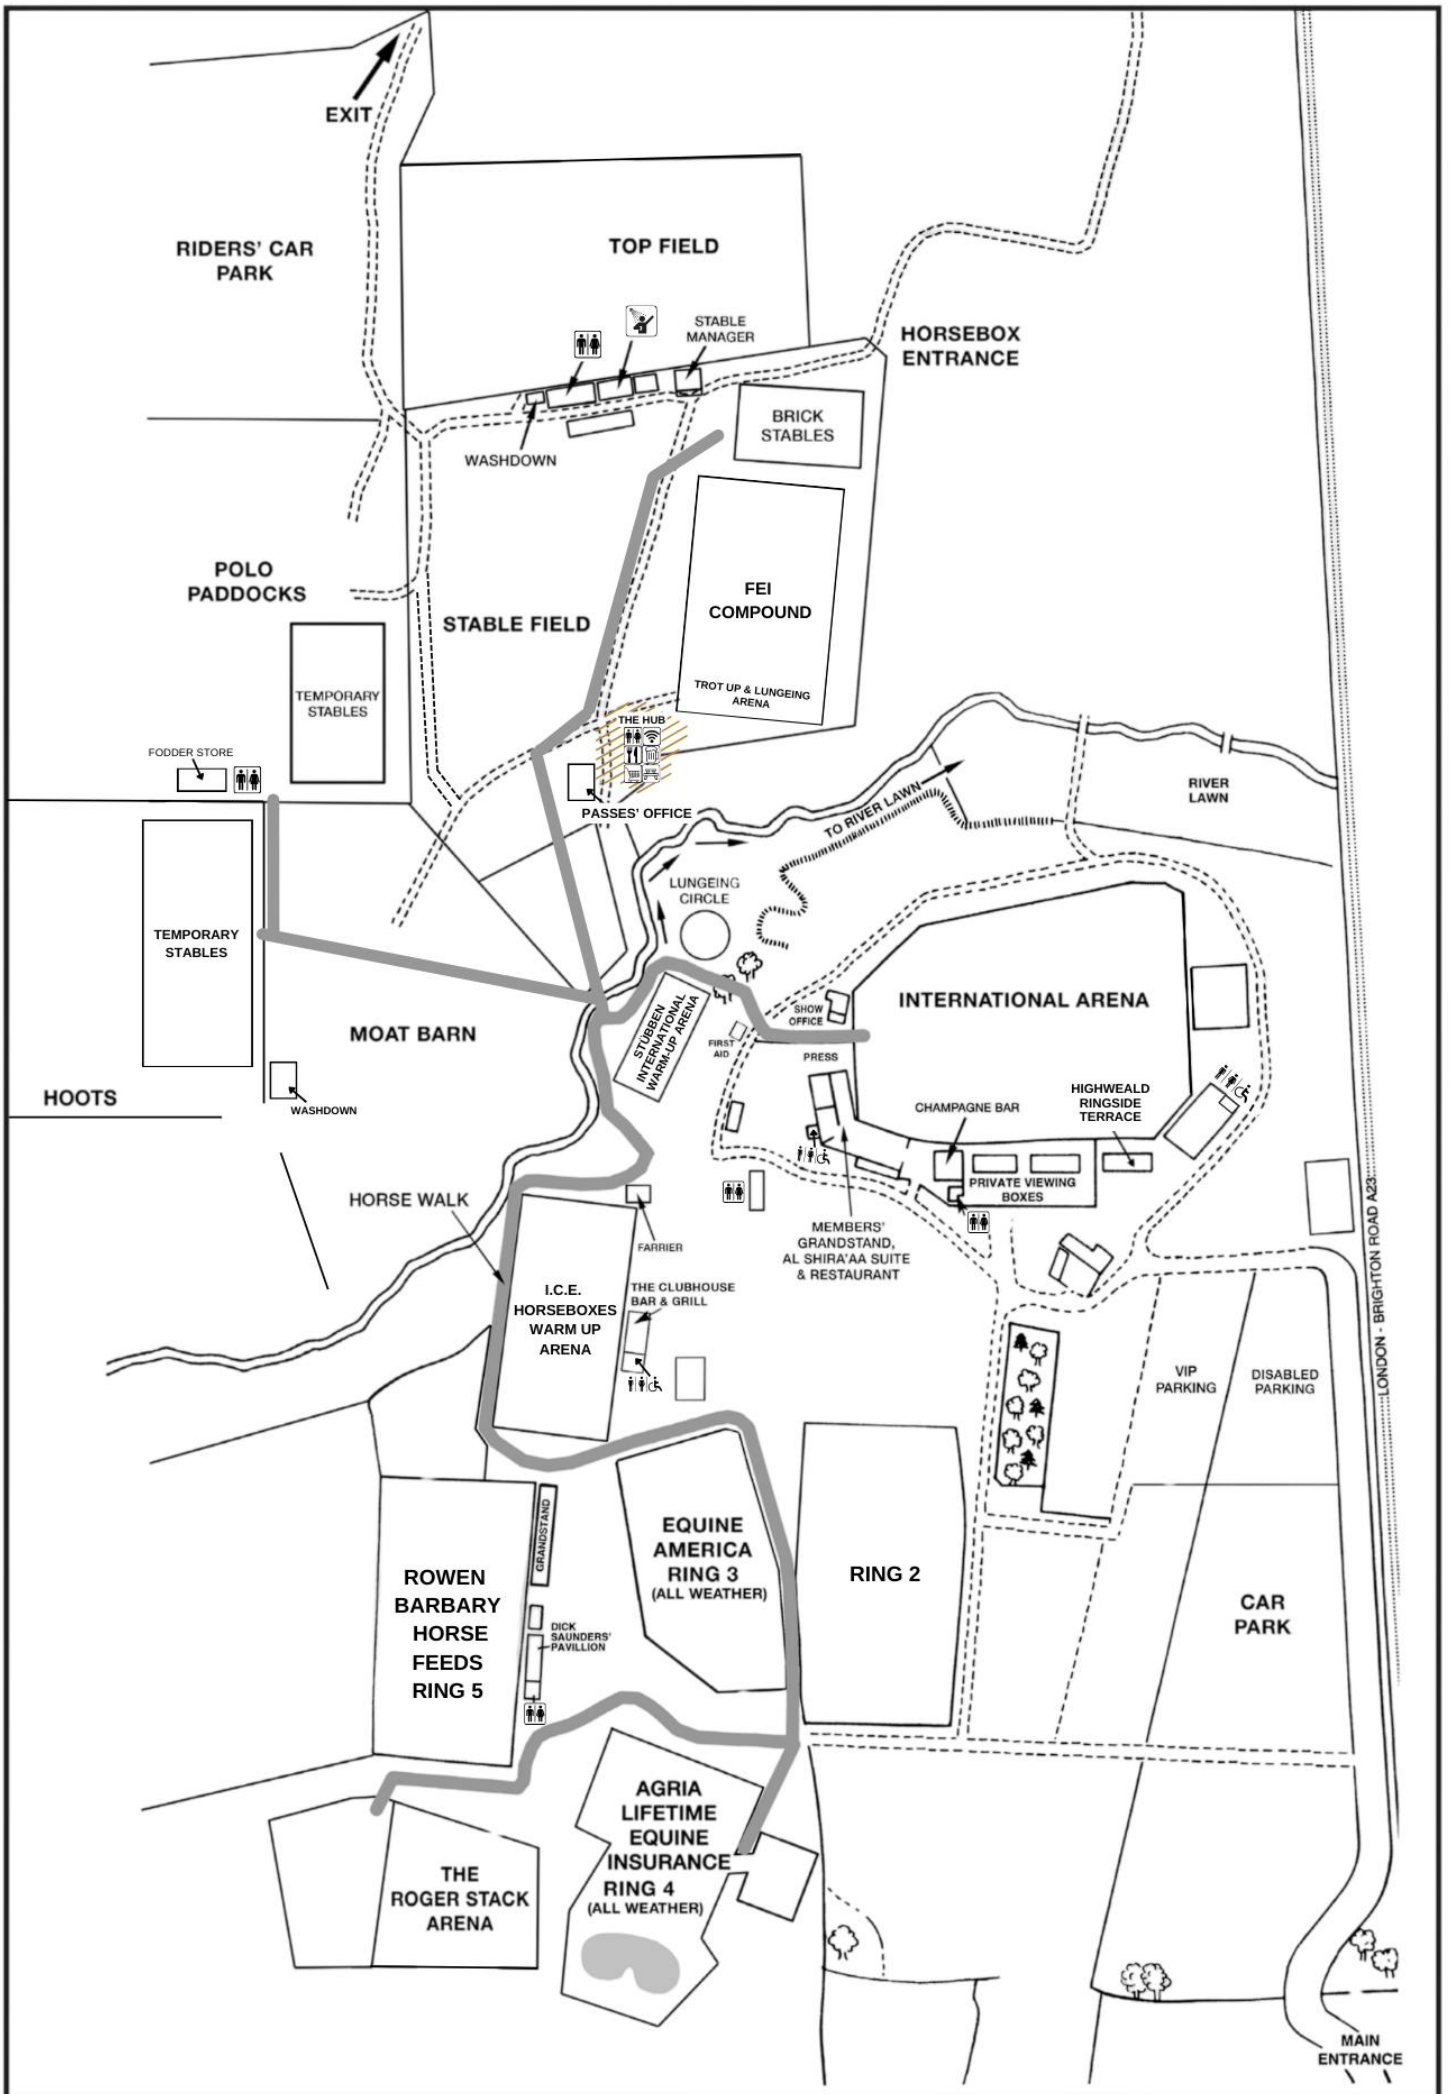 EXIT
RIDERS' CAR
PARK
TOP FIELD
STABLE
MANAGER
HORSEBOX
ENTRANCE
BRICK
STABLES
WASHDOWN
POLO
PADDOCKS
STABLE FIELD
FEI
COMPOUND
TROT UP & LUNGEING
ARENA
TEMPORARY
STABLES
THE HUB
FODDER STORE
PASSES' OFFICE
RIVER
LAWN
TO RIVER LAWN
LUNGEING
CIRCLE
TEMPORARY
STABLES
MOAT BARN
STÜBBEN
INTERNATIONAL
WARM-UP ARENA
SHOW
OFFICE
FIRST
AID
PRESS
INTERNATIONAL ARENA
HOOTS
WASHDOWN
HIGHWEALD
RINGSIDE
TERRACE
CHAMPAGNE BAR
PRIVATE VIEWING
BOXES
HORSE WALK
FARRIER
MEMBERS'
GRANDSTAND,
AL SHIRA'AA SUITE
& RESTAURANT
LONDON - BRIGHTON ROAD A23
I.C.E.
HORSEBOXES
WARM UP
ARENA
THE CLUBHOUSE
BAR & GRILL
VIP
PARKING
DISABLED
PARKING
GRANDSTAND
EQUINE
AMERICA
RING 3
(ALL WEATHER)
RING 2
ROWEN
BARBARY
HORSE
FEEDS
RING 5
DICK
SAUNDERS'
PAVILLION
CAR
PARK
AGRIA
LIFETIME
EQUINE
INSURANCE
RING 4
(ALL WEATHER)
THE
ROGER STACK
ARENA
MAIN
ENTRANCE